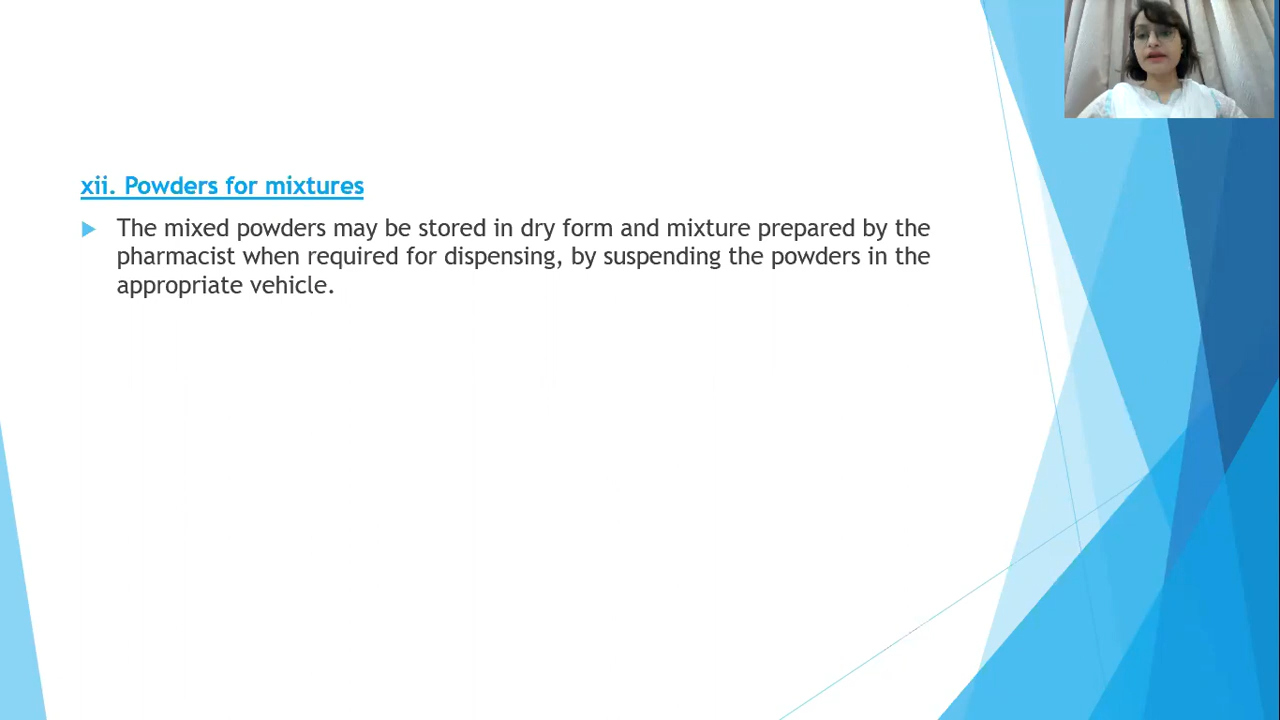 xii. Powders for mixtures
The mixed powders may be stored in dry form and mixture prepared by the
pharmacist when required for dispensing, by suspending the powders in the
appropriate vehicle.